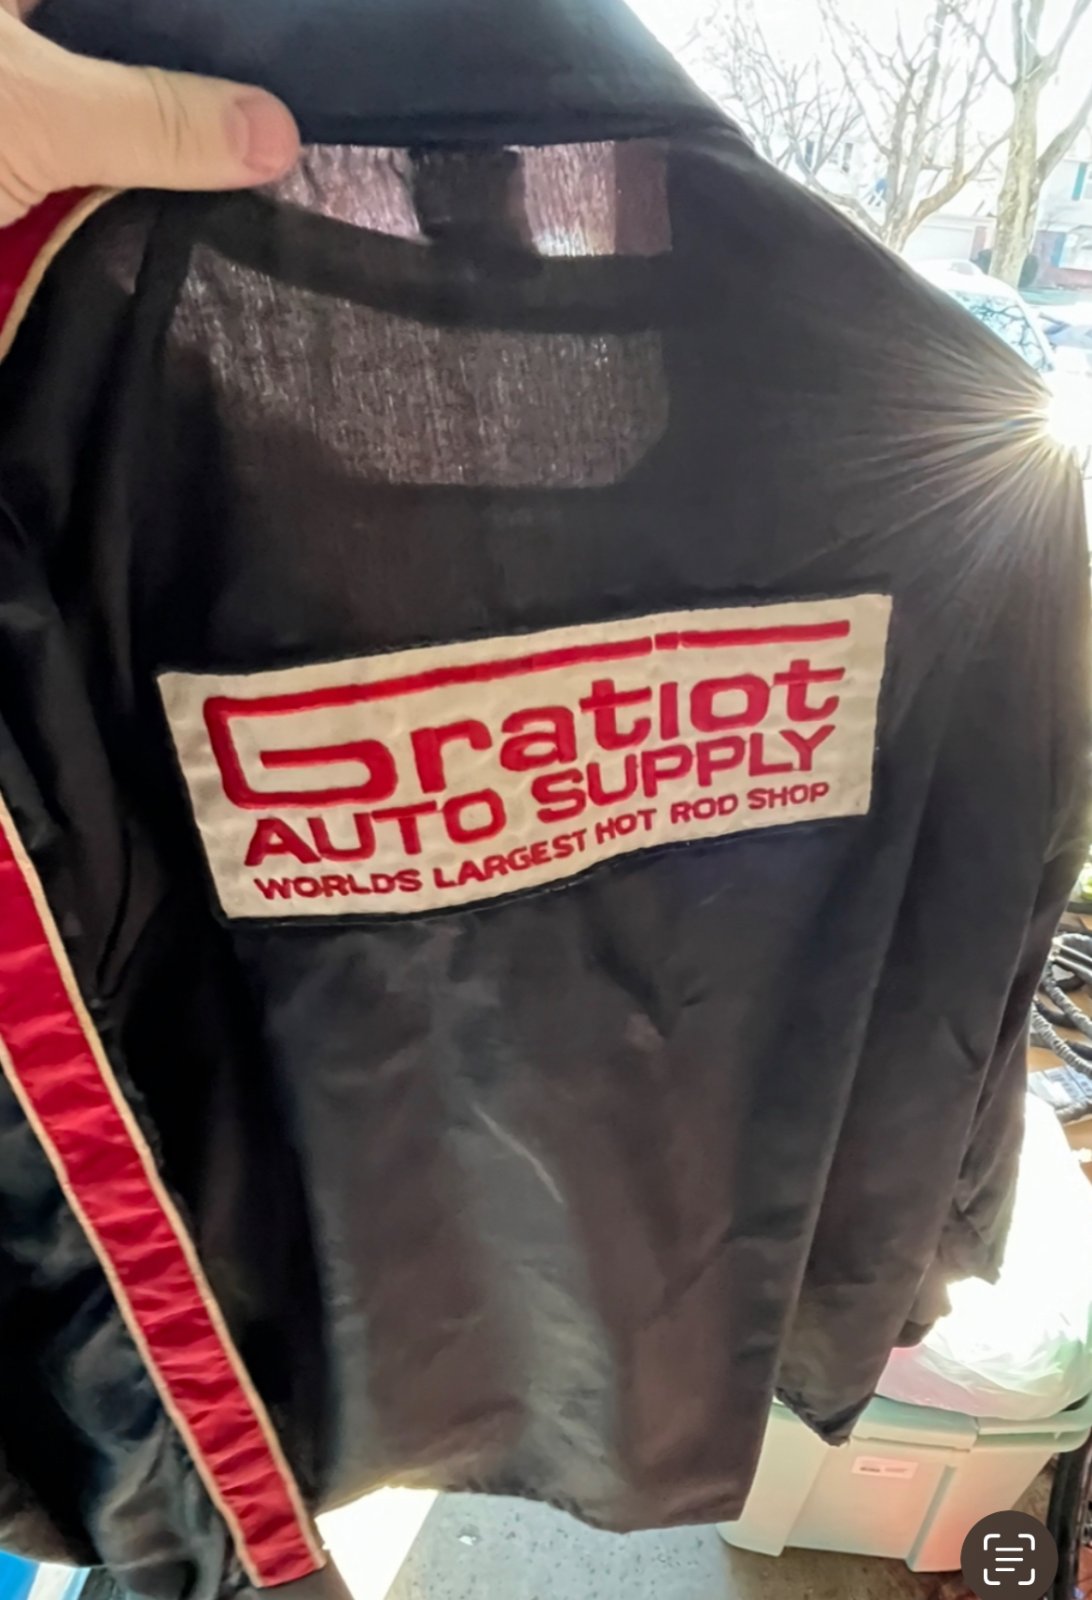 Gratiot
AUTO SUPPLY
WORLDS LARGEST HOT ROD SHOP